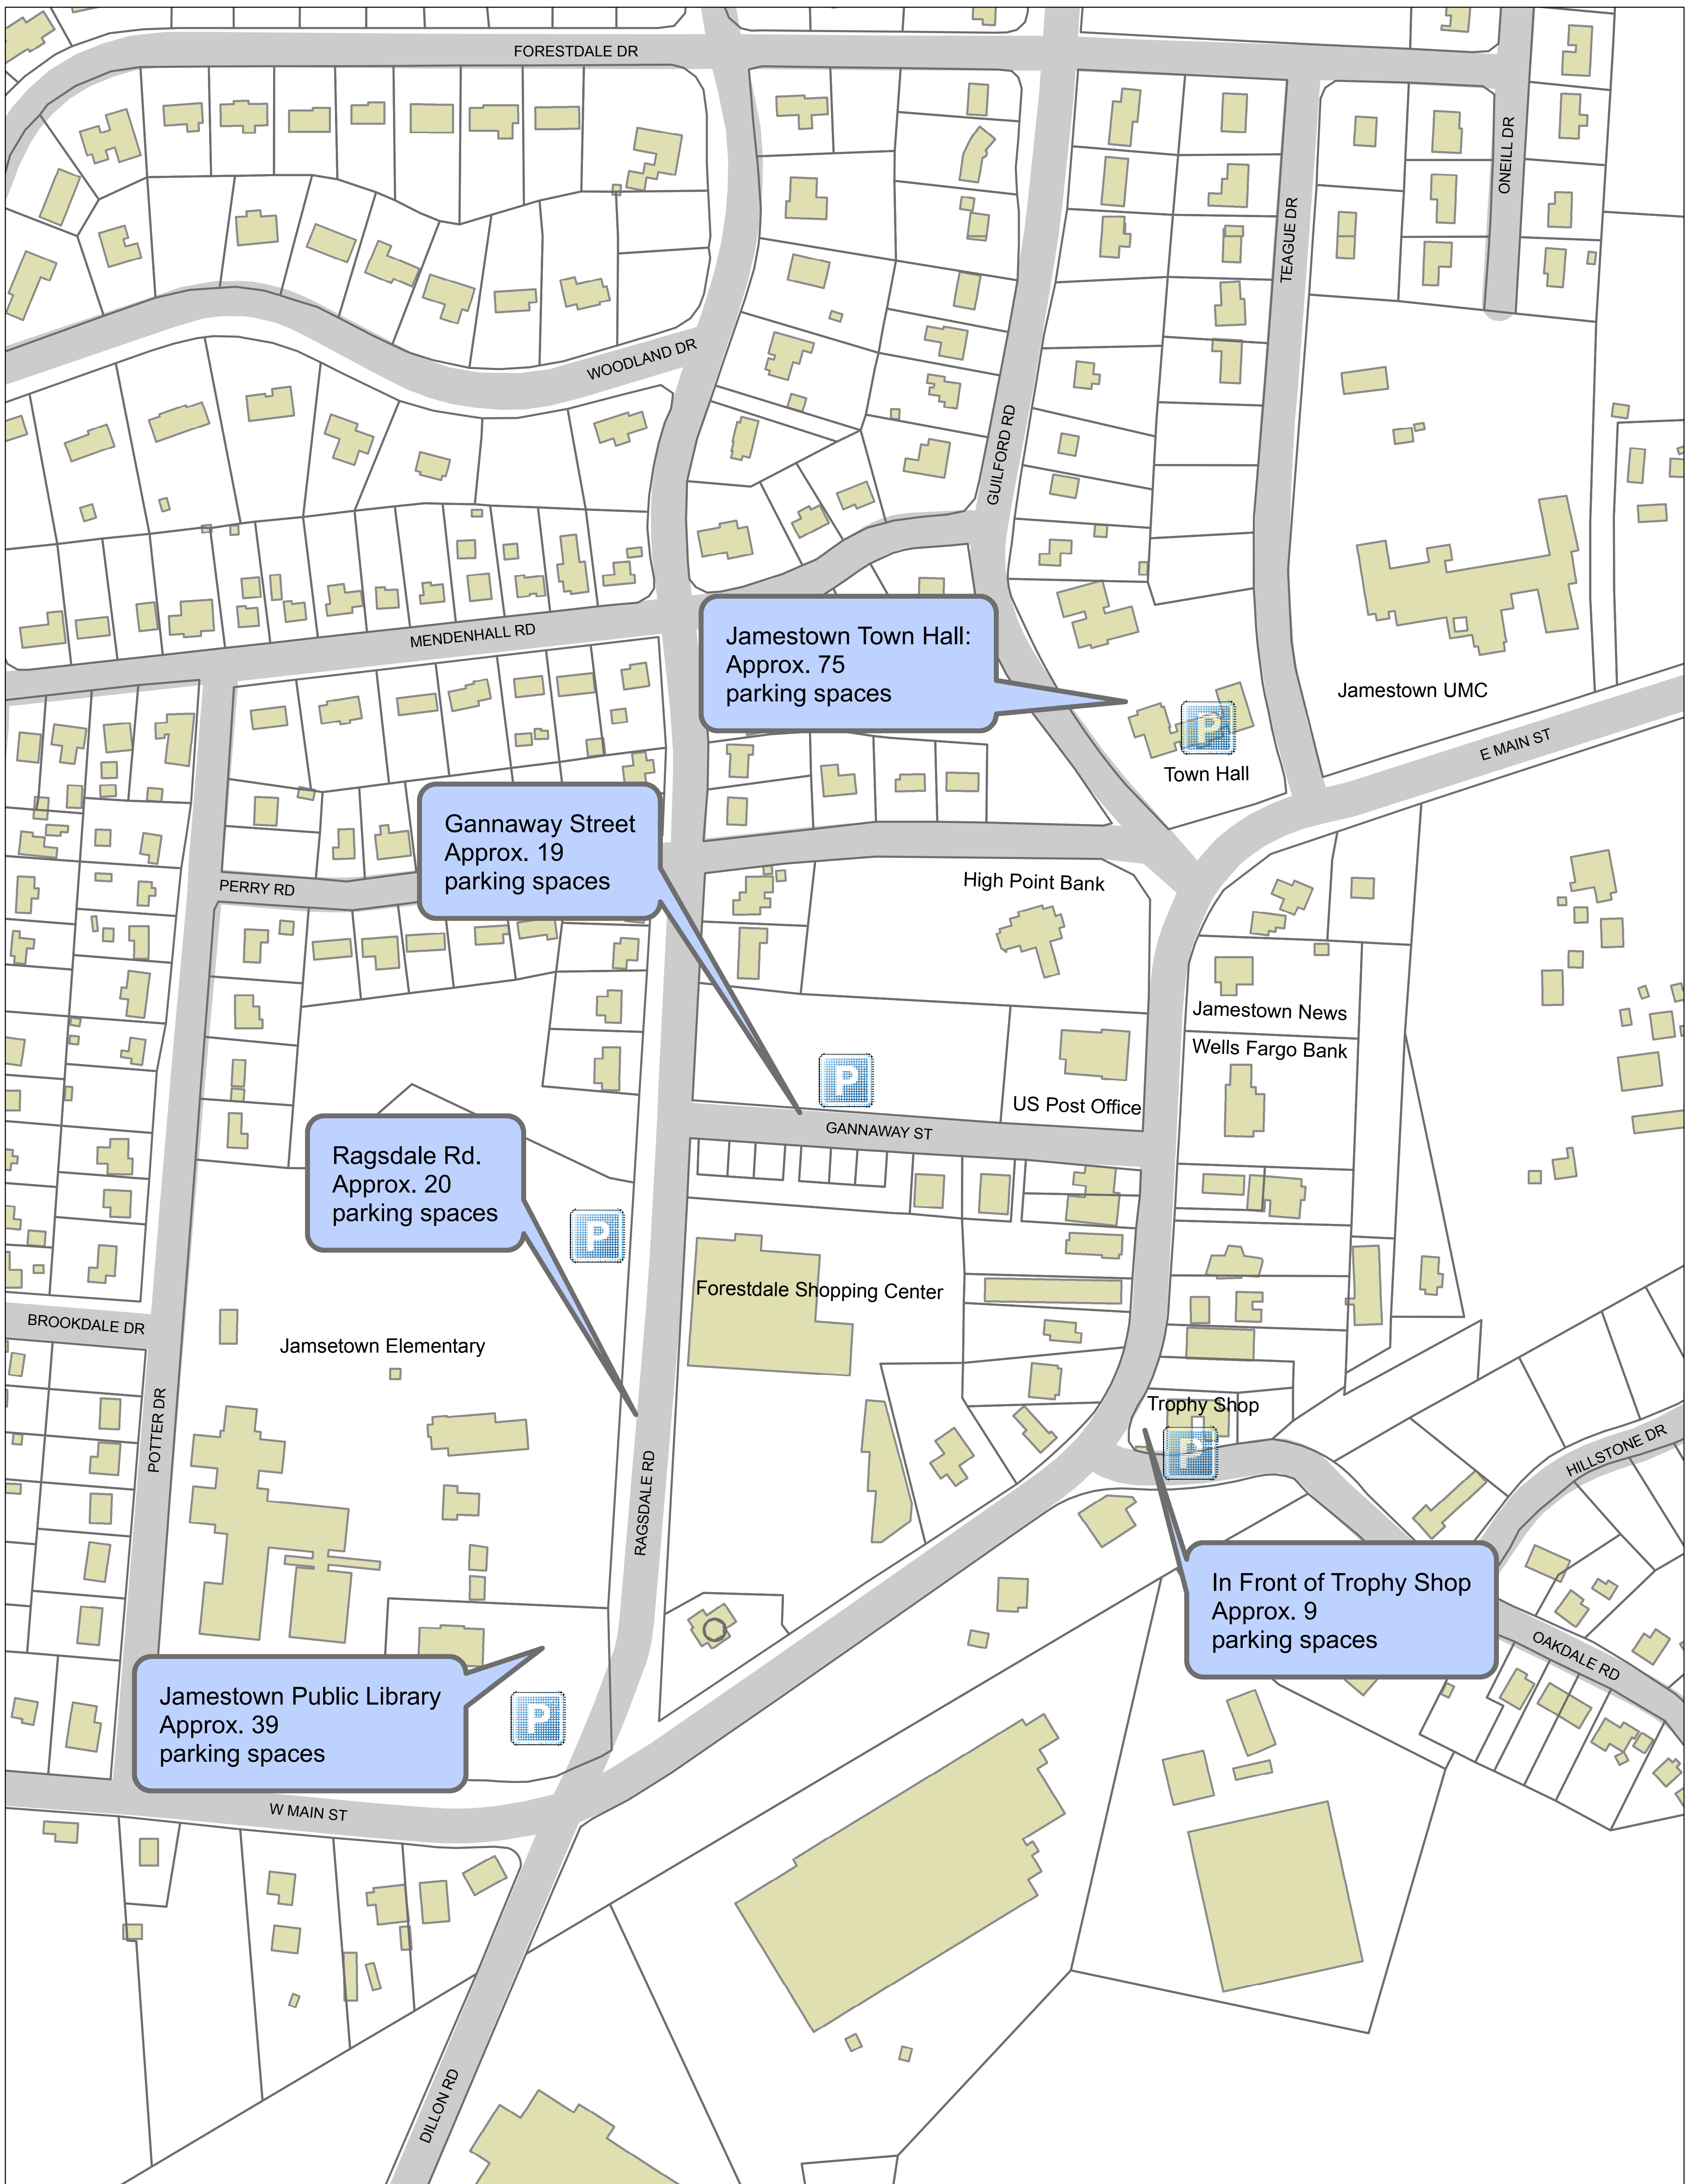 FORESTDALE DR
ONEILL DR
TEAGUE DR
WOODLAND DR
GUILFORD RD
MENDENHALL RD
Jamestown Town Hall:
Approx. 75
parking spaces
Jamestown UMC
P
E MAIN ST
Town Hall
Gannaway Street
Approx. 19
parking spaces
PERRY RD
High Point Bank
Jamestown News
Wells Fargo Bank
P
US Post Office
GANNAWAY ST
Ragsdale Rd.
Approx. 20
parking spaces
P
Forestdale Shopping Center
BROOKDALE DR
Jamsetown Elementary
POTTER DR
Trophy Shop
P
HILLSTONE DR
RAGSDALE RD
In Front of Trophy Shop
Approx. 9
parking spaces
OAKDALE RD
Jamestown Public Library
Approx. 39
parking spaces
P
W MAIN ST
DILLON RD